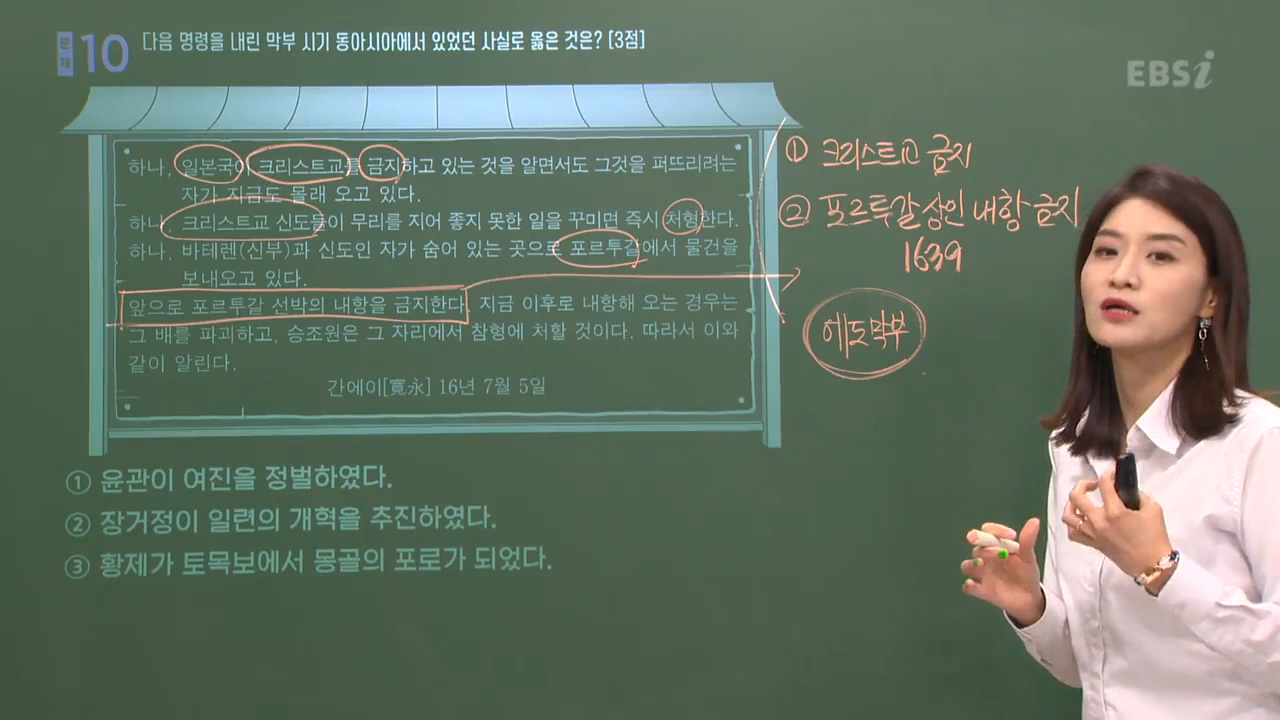 문제 10
다음 명령을 내린 막부 시기 동아시아에서 있었던 사실로 옳은 것은? [3점]
EBSi
하나, 일본국이 크리스트교를 금지하고 있는 것을 알면서도 그것을 퍼뜨리려는
자가 지금도 몰래 오고 있다.
하나, 크리스트교 신도들이 무리를 지어 좋지 못한 일을 꾸미면 즉시 처형한다.
하나, 바테렌(신부)과 신도인 자가 숨어 있는 곳으로 포르투갈에서 물건을
보내오고 있다.
앞으로 포르투갈 선박의 내항을 금지한다. 지금 이후로 내항해 오는 경우는
그 배를 파괴하고, 승조원은 그 자리에서 참형에 처할 것이다. 따라서 이와
같이 알린다.
간에이[寬永] 16년 7월 5일
① 크리스트교 금지
② 포르투갈 상인 내항 금지
1639
에도 막부
① 윤관이 여진을 정벌하였다.
② 장거정이 일련의 개혁을 추진하였다.
③ 황제가 토목보에서 몽골의 포로가 되었다.